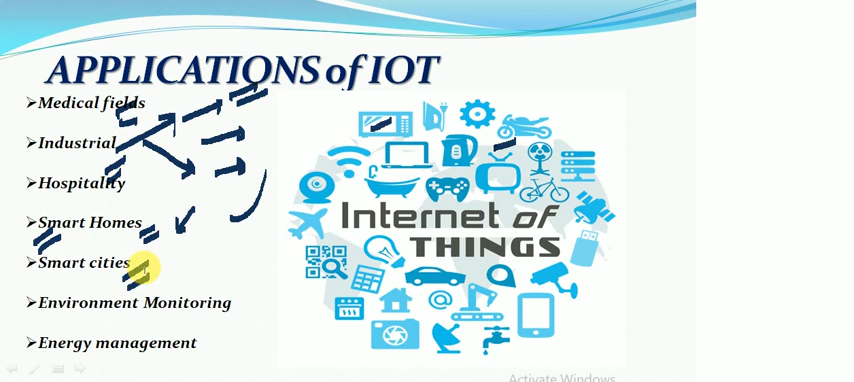 APPLICATIONS of IOT
➢Medical fields
➢Industrial
➢Hospitality
➢Smart Homes
➢Smart cities
➢Environment Monitoring
➢Energy management
Internet of
THINGS
@
Activate Windows